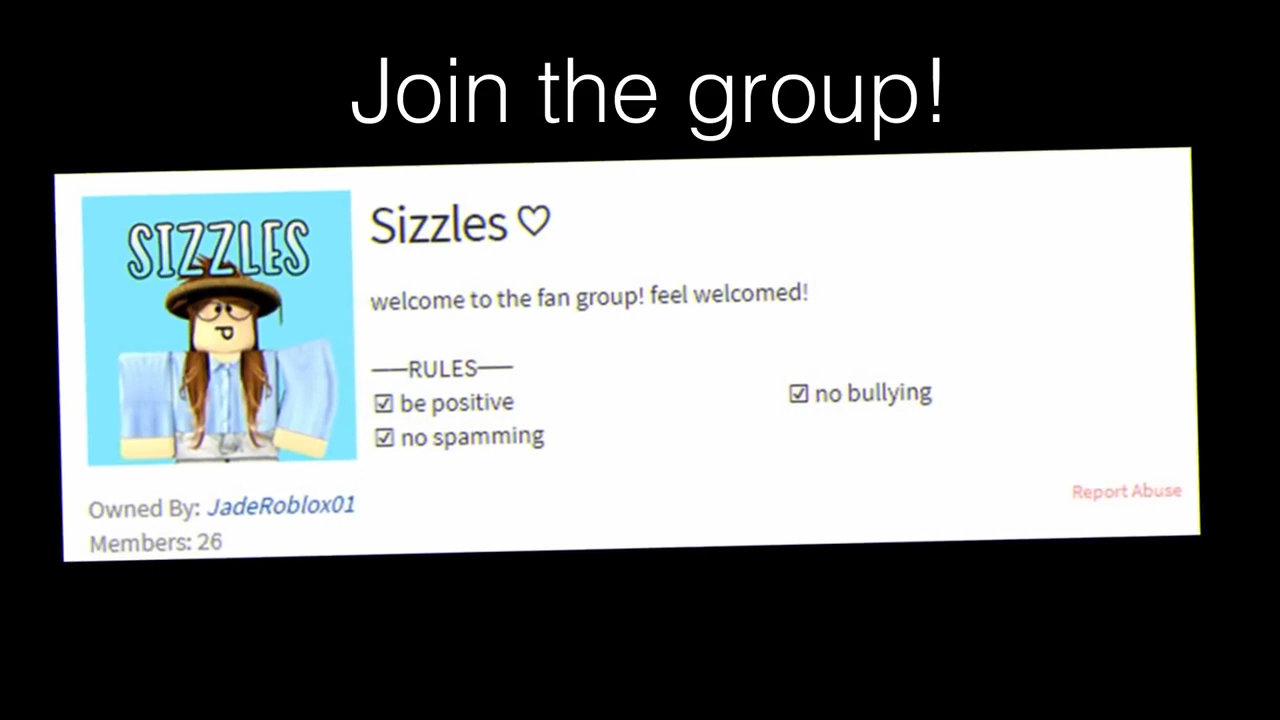 Join the group!
SIZZLES
Sizzles ♡
welcome to the fan group! feel welcomed!
——RULES——
☑ be positive
☑ no bullying
☑ no spamming
Owned By: JadeRoblox01
Members: 26
Report Abuse